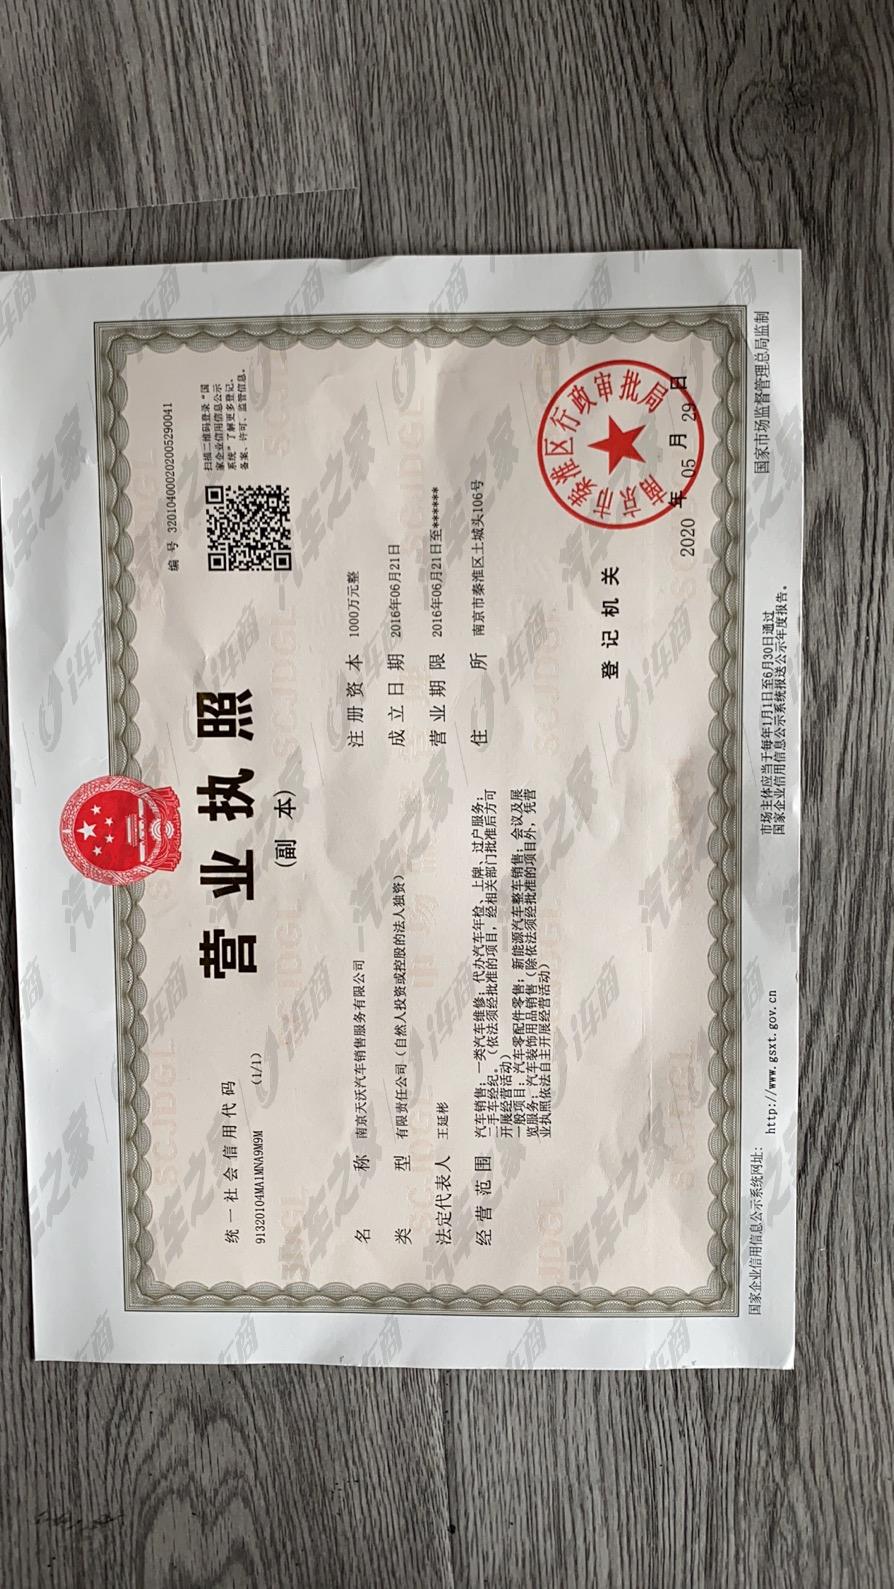 编 号 320104000202005290041
统一社会信用代码
91320104MA1MNA9M9M (1/1)
营业执照
(副 本)
扫描二维码登录“国
家企业信用信息公示
系统”了解更多登记、
备案、许可、监管信息。
名 称 南京天沃汽车销售服务有限公司
类 型 有限责任公司（自然人投资或控股的法人独资）
法定代表人 王延彬
经营范围 汽车销售；一类汽车维修；代办汽车年检、上牌、过户服务；
二手车经纪。（依法须经批准的项目，经相关部门批准后方可
开展经营活动）
一般项目：汽车零配件零售；新能源汽车整车销售；会议及展
览服务；汽车装饰用品销售（除依法须经批准的项目外，凭营
业执照依法自主开展经营活动）
注册资本 1000万元整
成立日期 2016年06月21日
营业期限 2016年06月21日至******
住 所 南京市秦淮区土城头106号
登记机关
南京市秦淮区行政审批局
2020 年 05 月 29 日
国家企业信用信息公示系统网址： http://www.gsxt.gov.cn
市场主体应当于每年1月1日至6月30日通过
国家企业信用信息公示系统报送公示年度报告。
国家市场监督管理总局监制